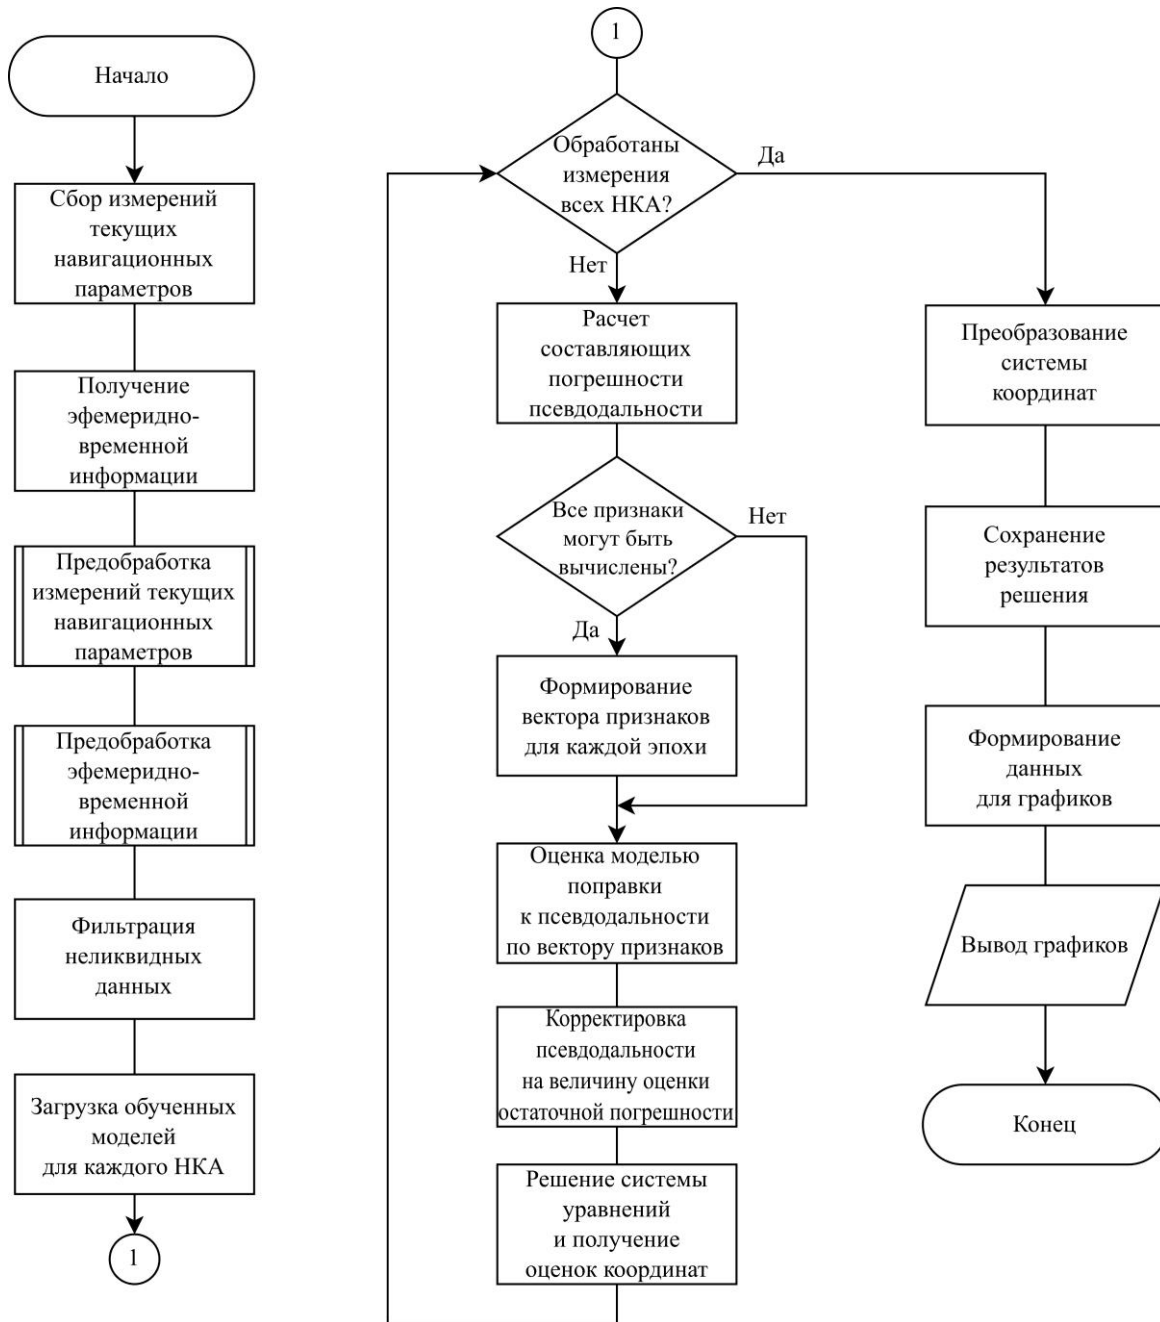 Начало
Сбор измерений
текущих
навигационных
параметров
Получение
эфемеридно-
временной
информации
Предобработка
измерений текущих
навигационных
параметров
Предобработка
эфемеридно-
временной
информации
Фильтрация
неликвидных
данных
Загрузка обученных
моделей
для каждого НКА
1
1
Обработаны
измерения
всех НКА?
Да
Нет
Расчет
составляющих
погрешности
псевдодальности
Все признаки
могут быть
вычислены?
Нет
Да
Формирование
вектора признаков
для каждой эпохи
Оценка моделью
поправки
к псевдодальности
по вектору признаков
Корректировка
псевдодальности
на величину оценки
остаточной погрешности
Решение системы
уравнений
и получение
оценок координат
Преобразование
системы
координат
Сохранение
результатов
решения
Формирование
данных
для графиков
Вывод графиков
Конец